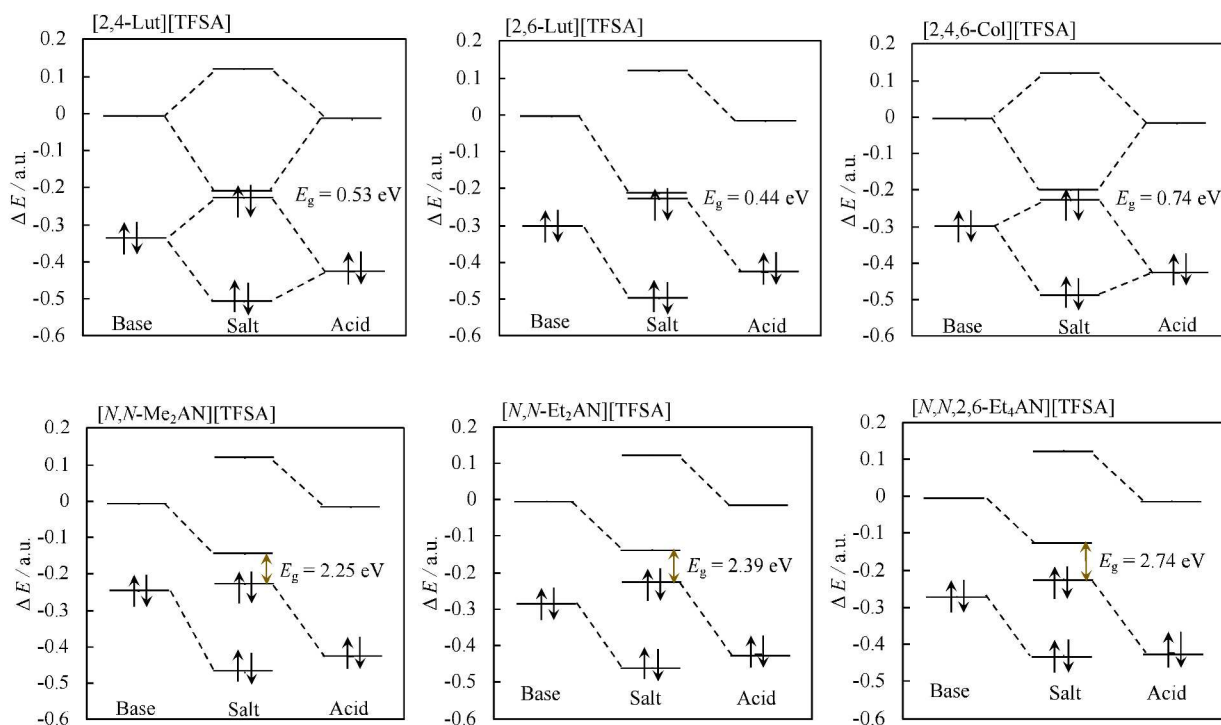 [2,4-Lut][TFSA]
0.2
0.1
0
-0.1
-0.2
-0.3
-0.4
-0.5
-0.6
Δ E / a.u.
E_g = 0.53 eV
Base Salt Acid
[2,6-Lut][TFSA]
0.2
0.1
0
-0.1
-0.2
-0.3
-0.4
-0.5
-0.6
Δ E / a.u.
E_g = 0.44 eV
Base Salt Acid
[2,4,6-Col][TFSA]
0.2
0.1
0
-0.1
-0.2
-0.3
-0.4
-0.5
-0.6
Δ E / a.u.
E_g = 0.74 eV
Base Salt Acid
[N,N-Me₂AN][TFSA]
0.2
0.1
0
-0.1
-0.2
-0.3
-0.4
-0.5
-0.6
Δ E / a.u.
E_g = 2.25 eV
Base Salt Acid
[N,N-Et₂AN][TFSA]
0.2
0.1
0
-0.1
-0.2
-0.3
-0.4
-0.5
-0.6
Δ E / a.u.
E_g = 2.39 eV
Base Salt Acid
[N,N,2,6-Et₄AN][TFSA]
0.2
0.1
0
-0.1
-0.2
-0.3
-0.4
-0.5
-0.6
Δ E / a.u.
E_g = 2.74 eV
Base Salt Acid